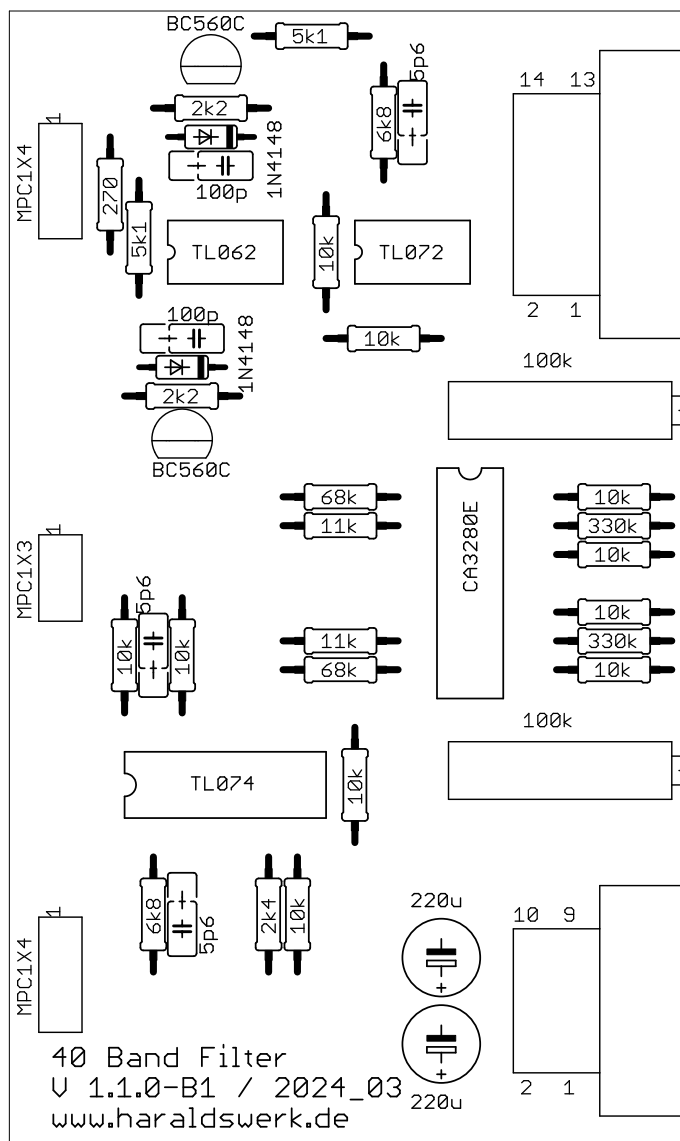 BC560C
5k1
2k2
1N4148
100p
5p6
6k8
14 13
MPC1X4
1
270
5k1
TL062
10k
TL072
2 1
100p
1N4148
10k
2k2
BC560C
100k
68k
11k
CA3280E
10k
330k
10k
MPC1X3
1
5p6
10k
10k
11k
68k
10k
330k
10k
100k
TL074
10k
6k8
5p6
2k4
10k
220u
10 9
MPC1X4
1
2 1
220u
40 Band Filter
V 1.1.0-B1 / 2024_03
www.haraldswerk.de